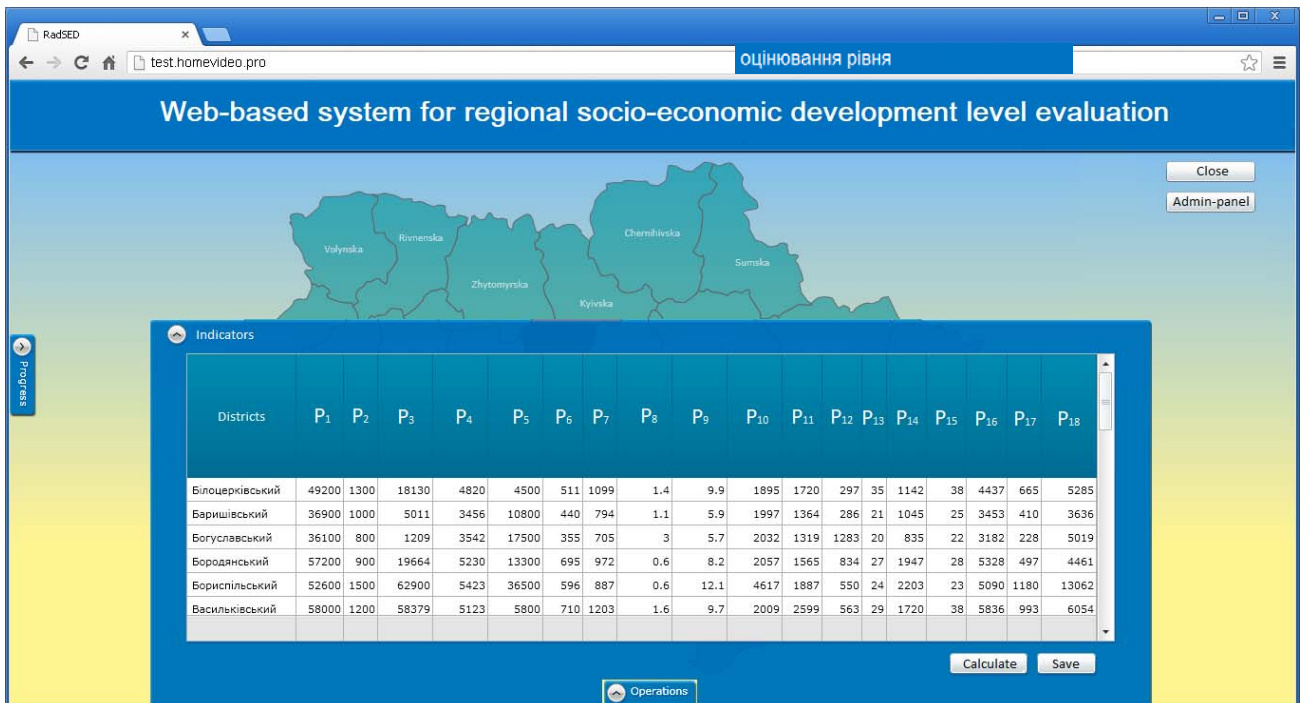 RadSED
test.homevideo.pro
оцінювання рівня
Web-based system for regional socio-economic development level evaluation
Close
Admin-panel
Volynska
Rivnenska
Zhytomyrska
Kyivska
Chernihivska
Sumska
Progress
Indicators
Districts P1 P2 P3 P4 P5 P6 P7 P8 P9 P10 P11 P12 P13 P14 P15 P16 P17 P18
Білоцерківський 49200 1300 18130 4820 4500 511 1099 1.4 9.9 1895 1720 297 35 1142 38 4437 665 5285
Баришівський 36900 1000 5011 3456 10800 440 794 1.1 5.9 1997 1364 286 21 1045 25 3453 410 3636
Богуславський 36100 800 1209 3542 17500 355 705 3 5.7 2032 1319 1283 20 835 22 3182 228 5019
Бородянський 57200 900 19664 5230 13300 695 972 0.6 8.2 2057 1565 834 27 1947 28 5328 497 4461
Бориспільський 52600 1500 62900 5423 36500 596 887 0.6 12.1 4617 1887 550 24 2203 23 5090 1180 13062
Васильківський 58000 1200 58379 5123 5800 710 1203 1.6 9.7 2009 2599 563 29 1720 38 5836 993 6054
Calculate
Save
Operations